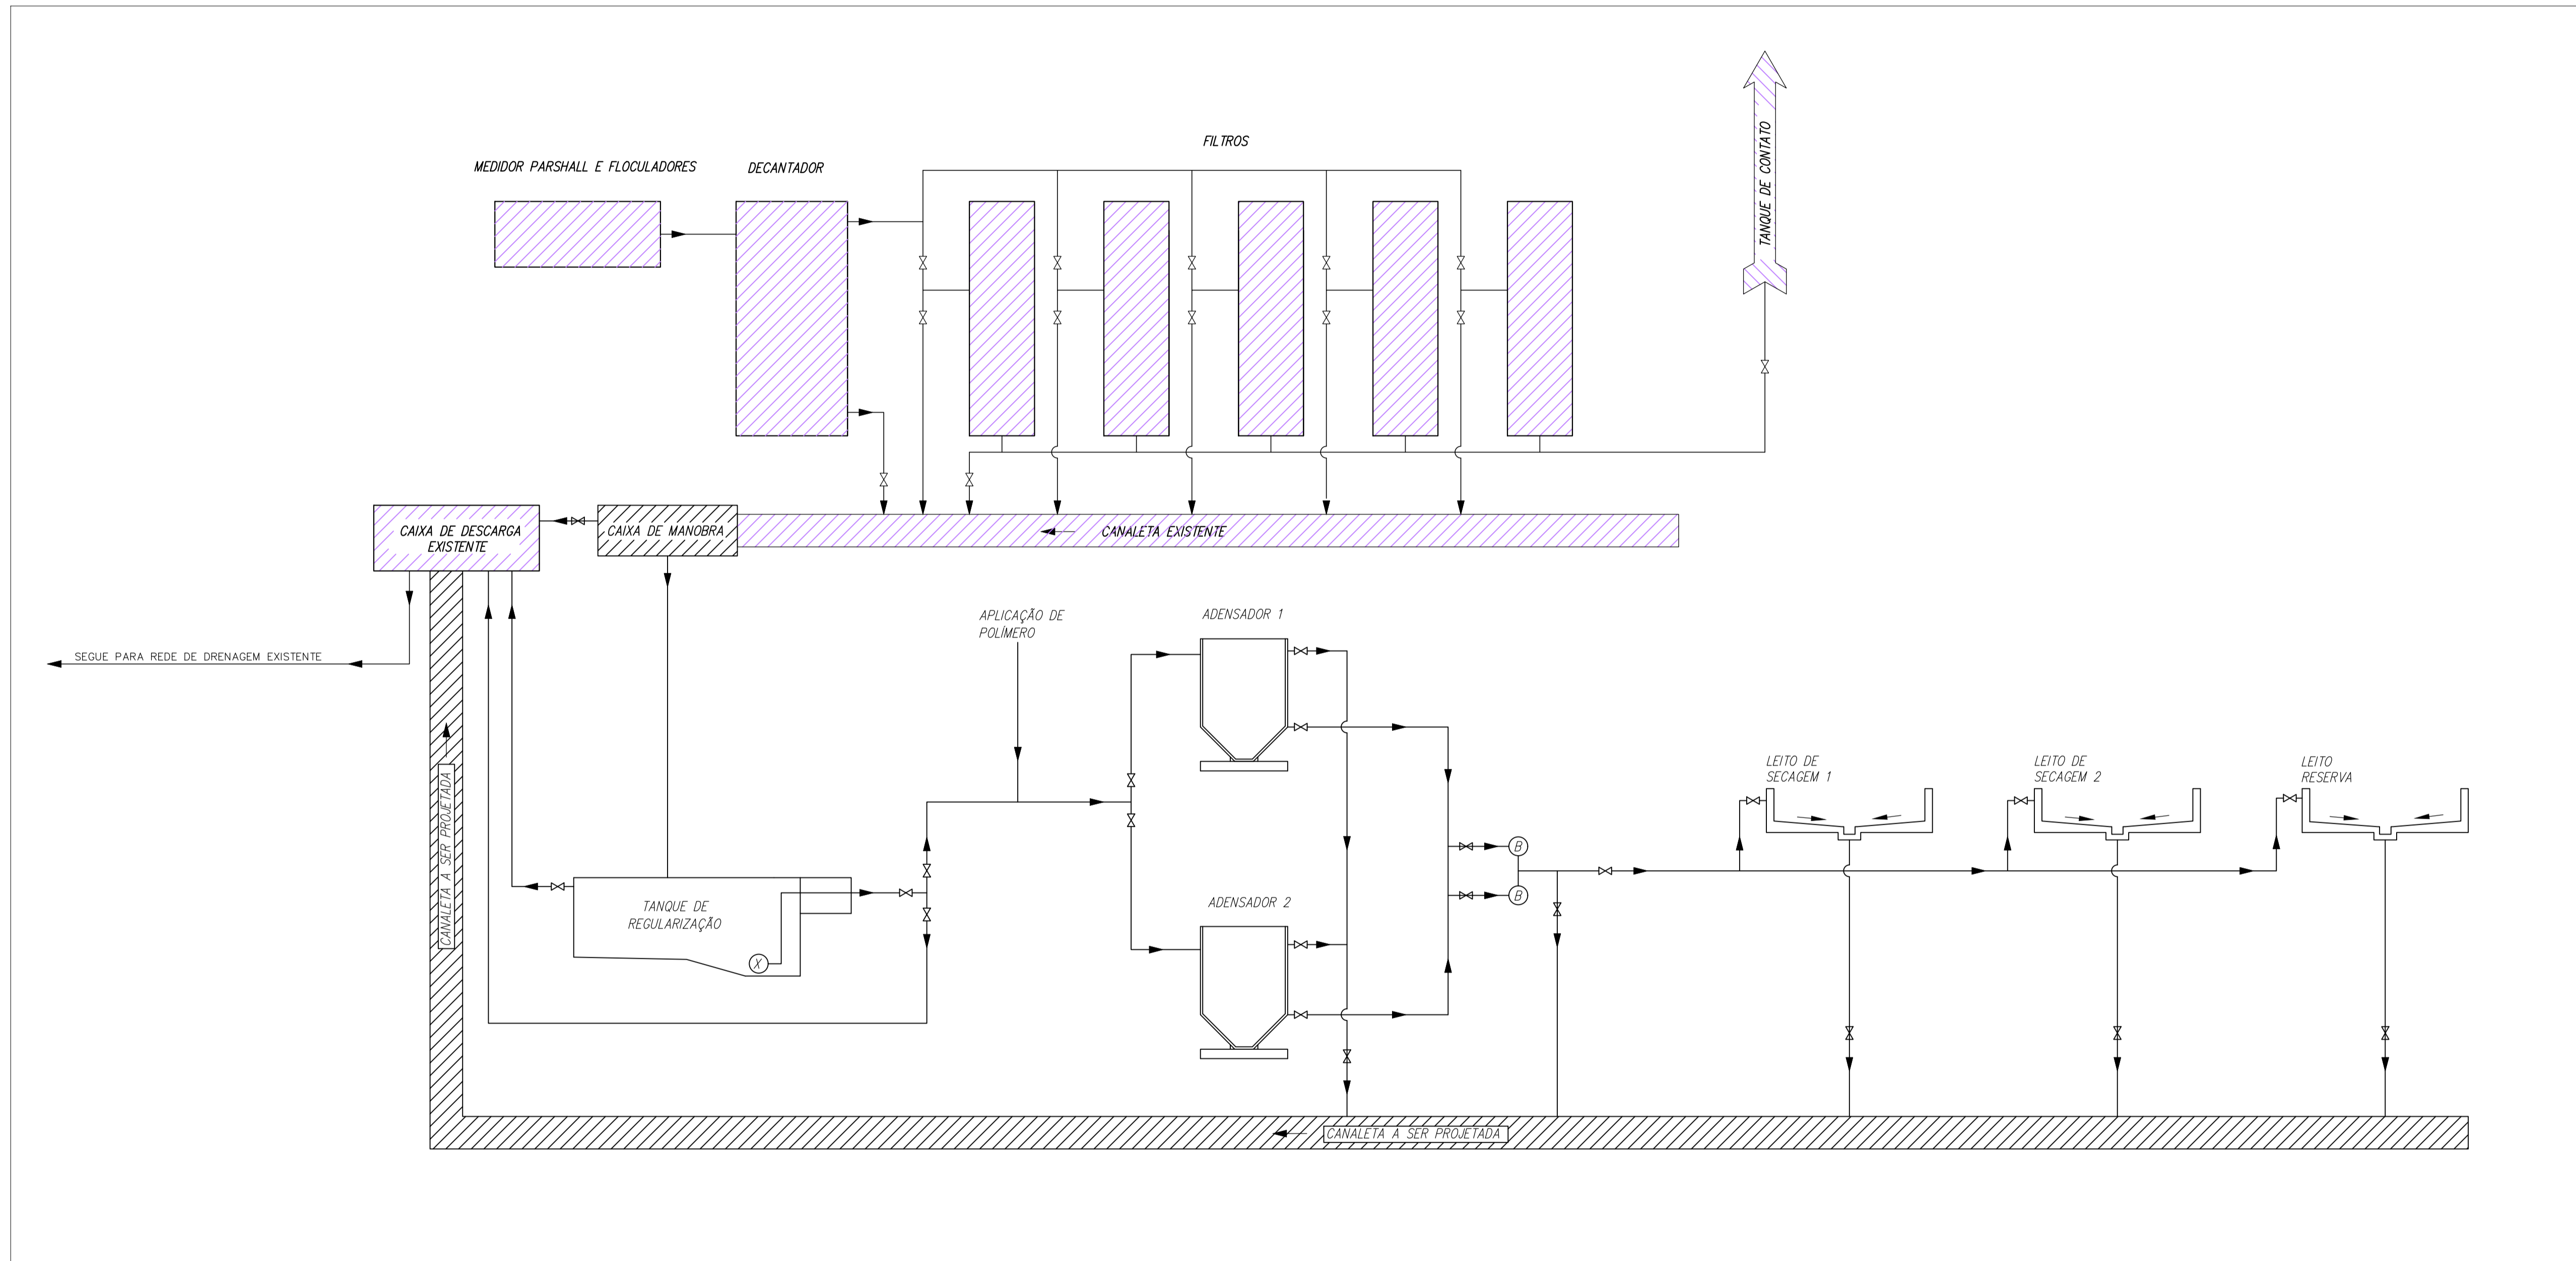 FILTROS
MEDIDOR PARSHALL E FLOCULADORES
DECANTADOR
TANQUE DE CONTATO
CAIXA DE DESCARGA
EXISTENTE
CAIXA DE MANOBRA
CANALETA EXISTENTE
APLICAÇÃO DE
POLÍMERO
ADENSADOR 1
SEGUE PARA REDE DE DRENAGEM EXISTENTE
CANALETA A SER PROJETADA
LEITO DE
SECAGEM 1
LEITO DE
SECAGEM 2
LEITO
RESERVA
B
B
TANQUE DE
REGULARIZAÇÃO
X
ADENSADOR 2
CANALETA A SER PROJETADA